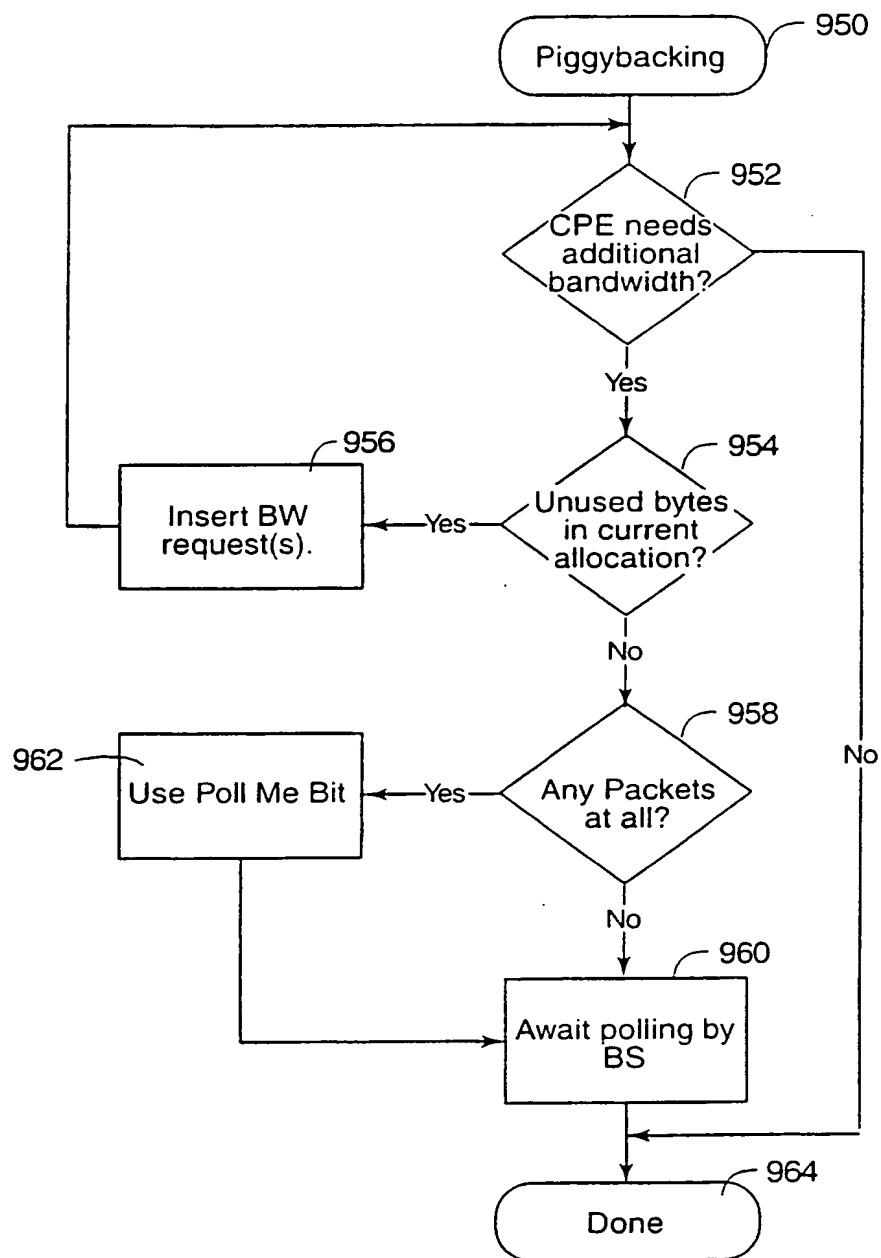 950
Piggybacking
952
CPE needs
additional
bandwidth?
Yes
No
954
Unused bytes
in current
allocation?
Yes
956
Insert BW
request(s).
No
958
Any Packets
at all?
Yes
962
Use Poll Me Bit
No
960
Await polling by
BS
964
Done